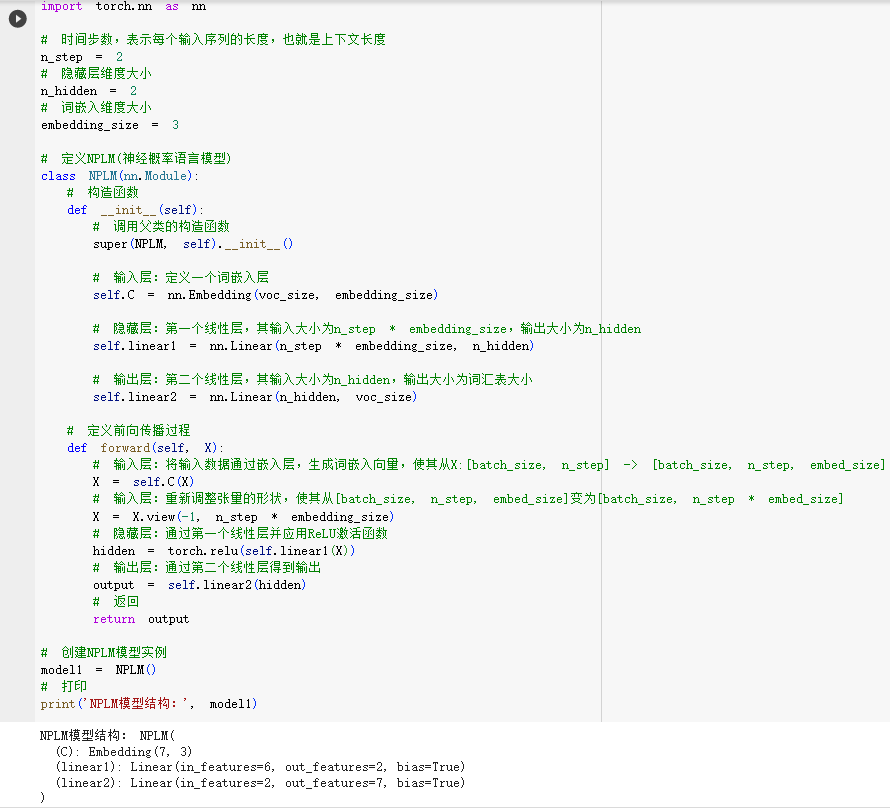 import torch.nn as nn
# 时间步数，表示每个输入序列的长度，也就是上下文长度
n_step = 2
# 隐藏层维度大小
n_hidden = 2
# 词嵌入维度大小
embedding_size = 3
# 定义NPLM(神经概率语言模型)
class NPLM(nn.Module):
# 构造函数
def __init__(self):
# 调用父类的构造函数
super(NPLM, self).__init__()
# 输入层：定义一个词嵌入层
self.C = nn.Embedding(voc_size, embedding_size)
# 隐藏层：第一个线性层，其输入大小为n_step * embedding_size，输出大小为n_hidden
self.linear1 = nn.Linear(n_step * embedding_size, n_hidden)
# 输出层：第二个线性层，其输入大小为n_hidden，输出大小为词汇表大小
self.linear2 = nn.Linear(n_hidden, voc_size)
# 定义前向传播过程
def forward(self, X):
# 输入层：将输入数据通过嵌入层，生成词嵌入向量，使其从X:[batch_size, n_step] -> [batch_size, n_step, embed_size]
X = self.C(X)
# 输入层：重新调整张量的形状，使其从[batch_size, n_step, embed_size]变为[batch_size, n_step * embed_size]
X = X.view(-1, n_step * embedding_size)
# 隐藏层：通过第一个线性层并应用ReLU激活函数
hidden = torch.relu(self.linear1(X))
# 输出层：通过第二个线性层得到输出
output = self.linear2(hidden)
# 返回
return output
# 创建NPLM模型实例
model1 = NPLM()
# 打印
print('NPLM模型结构：', model1)
NPLM模型结构： NPLM(
(C): Embedding(7, 3)
(linear1): Linear(in_features=6, out_features=2, bias=True)
(linear2): Linear(in_features=2, out_features=7, bias=True)
)